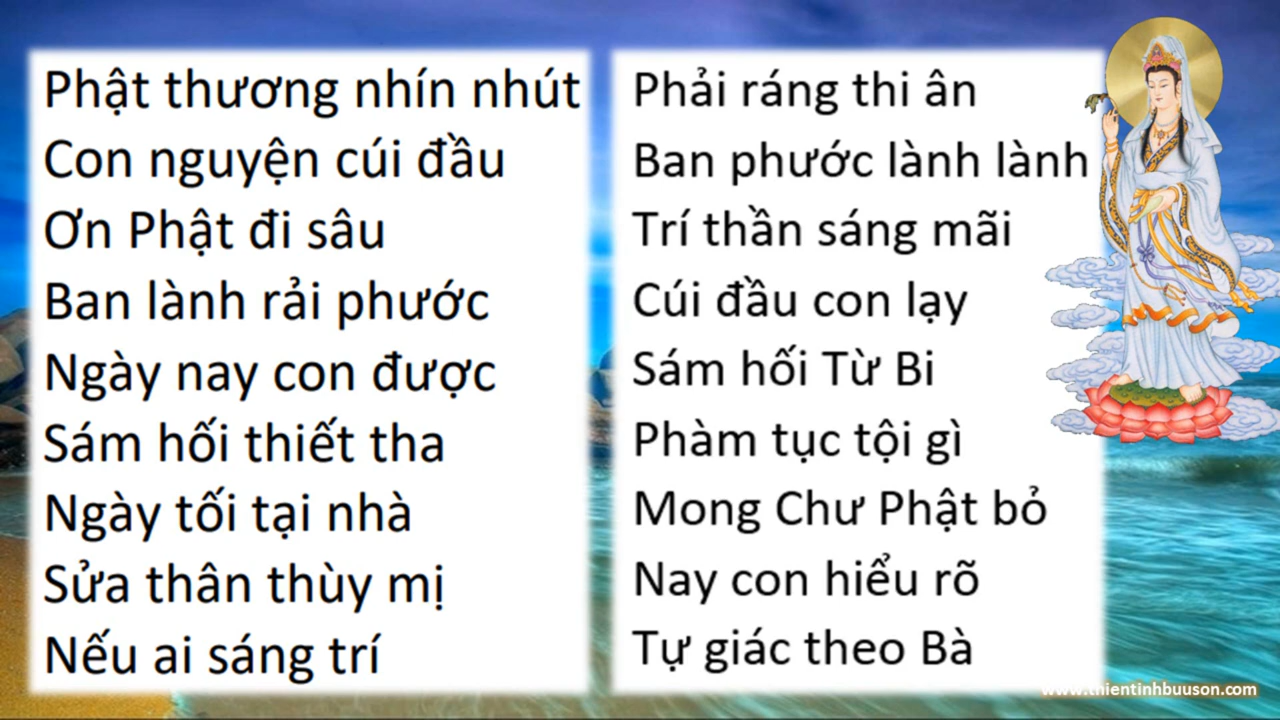 Phật thương nhín nhút
Con nguyện cúi đầu
Ơn Phật đi sâu
Ban lành rải phước
Ngày nay con được
Sám hối thiết tha
Ngày tối tại nhà
Sửa thân thùy mị
Nếu ai sáng trí
Phải ráng thi ân
Ban phước lành lành
Trí thần sáng mãi
Cúi đầu con lạy
Sám hối Từ Bi
Phàm tục tội gì
Mong Chư Phật bỏ
Nay con hiểu rõ
Tự giác theo Bà
www.thientinhbuuson.com